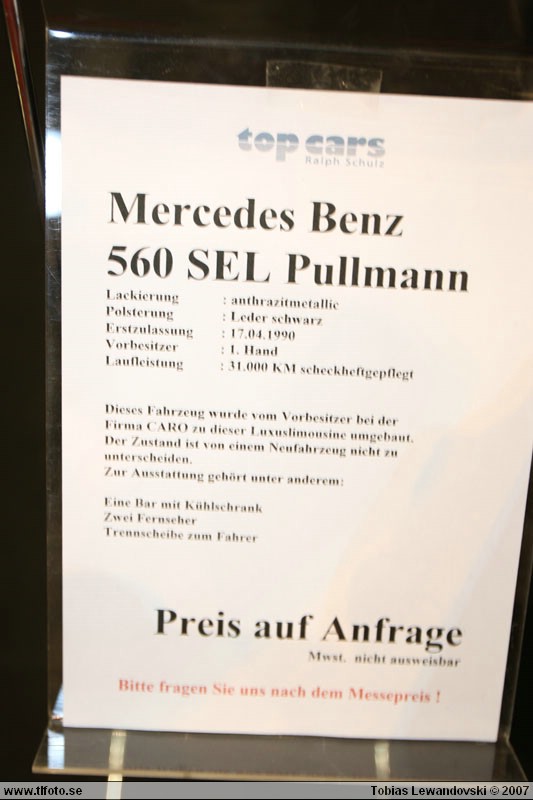 top cars
Ralph Schulz
Mercedes Benz
560 SEL Pullmann
Lackierung : anthrazitmetallic
Polsterung : Leder schwarz
Erstzulassung : 17.04.1990
Vorbesitzer : 1. Hand
Laufleistung : 31.000 KM scheckheftgepflegt
Dieses Fahrzeug wurde vom Vorbesitzer bei der
Firma CARO zu dieser Luxuslimousine umgebaut.
Der Zustand ist von einem Neufahrzeug nicht zu
unterscheiden.
Zur Ausstattung gehört unter anderem:
Eine Bar mit Kühlschrank
Zwei Fernseher
Trennscheibe zum Fahrer
Preis auf Anfrage
Mwst. nicht ausweisbar
Bitte fragen Sie uns nach dem Messepreis !
www.tlfoto.se Tobias Lewandovski © 2007